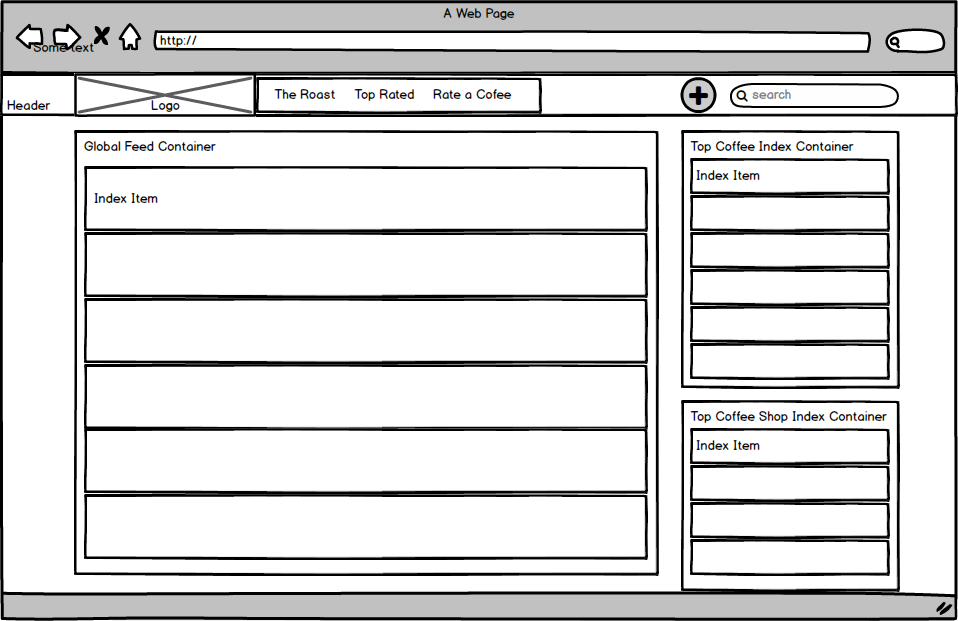 A Web Page
http://
Some text
Header
Logo
The Roast Top Rated Rate a Cofee
search
Global Feed Container
Index Item
Top Coffee Index Container
Index Item
Top Coffee Shop Index Container
Index Item